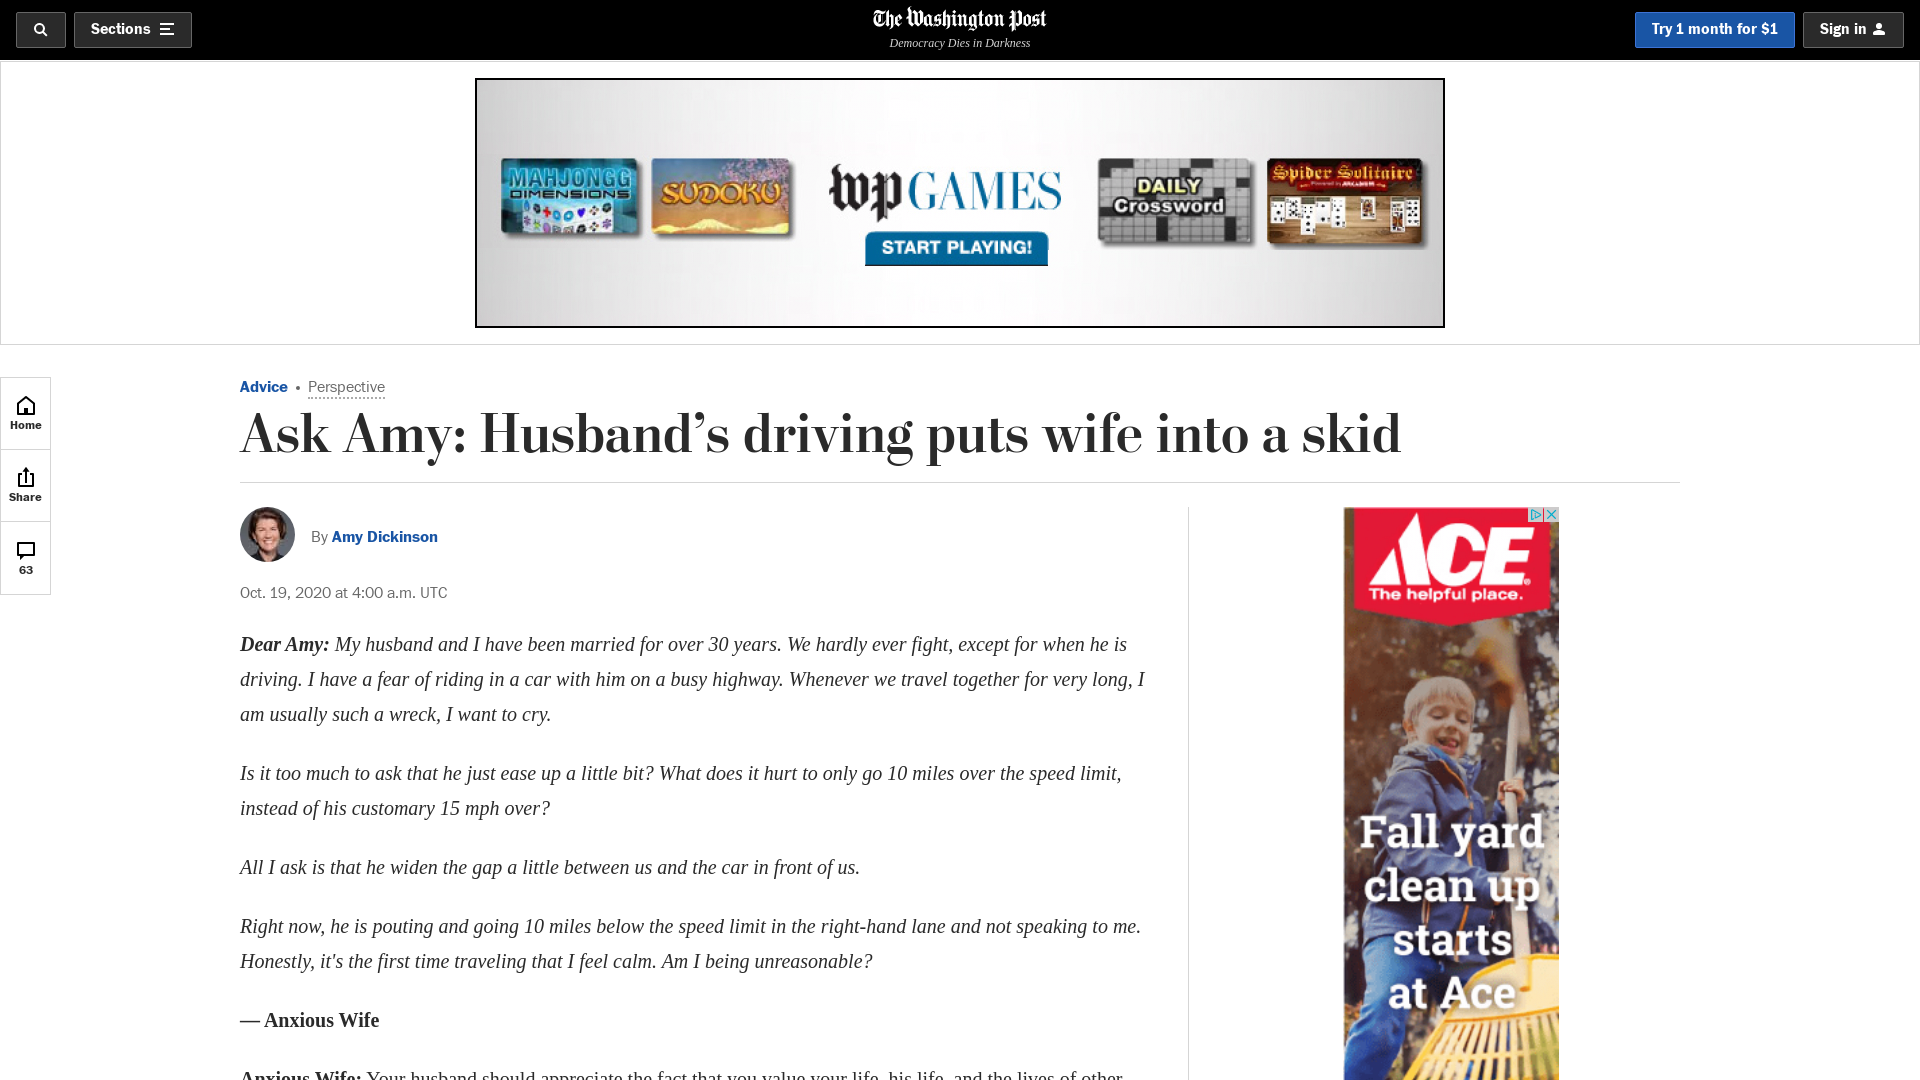 Sections
The Washington Post
Democracy Dies in Darkness
Try 1 month for $1
Sign in
MAHJONGG
DIMENSIONS
SUDOKU
wp GAMES
START PLAYING!
DAILY
Crossword
Spider Solitaire
Home
Share
63
Advice • Perspective
Ask Amy: Husband’s driving puts wife into a skid
By Amy Dickinson
Oct. 19, 2020 at 4:00 a.m. UTC
Dear Amy: My husband and I have been married for over 30 years. We hardly ever fight, except for when he is
driving. I have a fear of riding in a car with him on a busy highway. Whenever we travel together for very long, I
am usually such a wreck, I want to cry.
Is it too much to ask that he just ease up a little bit? What does it hurt to only go 10 miles over the speed limit,
instead of his customary 15 mph over?
All I ask is that he widen the gap a little between us and the car in front of us.
Right now, he is pouting and going 10 miles below the speed limit in the right-hand lane and not speaking to me.
Honestly, it's the first time traveling that I feel calm. Am I being unreasonable?
— Anxious Wife
Anxious Wife: Your husband should appreciate the fact that you value your life, his life, and the lives of other
ACE
The helpful place.
Fall yard
clean up
starts
at Ace